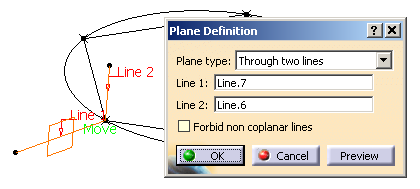 Plane Definition
?
Plane type: Through two lines
Line 1: Line.7
Line 2: Line.6
Forbid non coplanar lines
OK Cancel Preview
Line 2
Line
Move